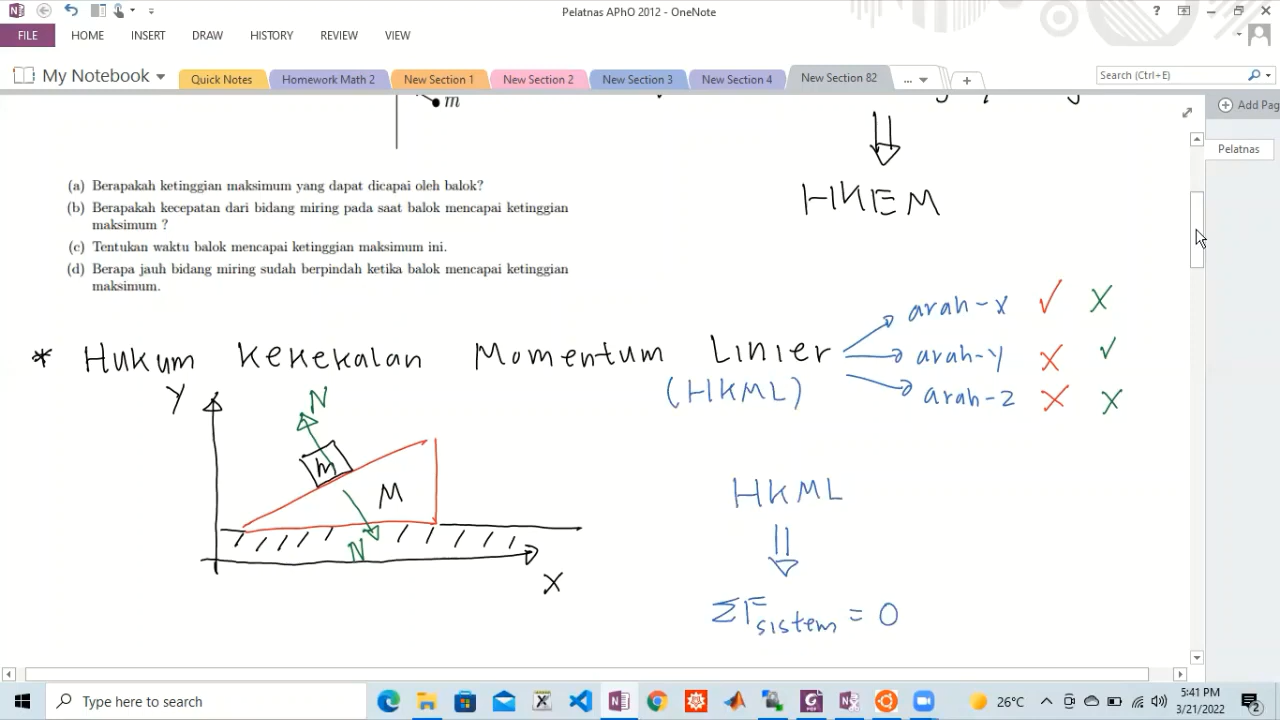 Pelatnas APhO 2012 - OneNote
FILE HOME INSERT DRAW HISTORY REVIEW VIEW
My Notebook Quick Notes Homework Math 2 New Section 1 New Section 2 New Section 3 New Section 4 New Section 82 ... Search (Ctrl+E)
Add Pag
Pelatnas
m
HKEM
(a) Berapakah ketinggian maksimum yang dapat dicapai oleh balok?
(b) Berapakah kecepatan dari bidang miring pada saat balok mencapai ketinggian
maksimum ?
(c) Tentukan waktu balok mencapai ketinggian maksimum ini.
(d) Berapa jauh bidang miring sudah berpindah ketika balok mencapai ketinggian
maksimum.
* Hukum Kekekalan Momentum Linier
(HKML)
arah-x ✓ X
arah-y X ✓
arah-z X X
Y
N
m
M
N
X
HKML
ΣF sistem = 0
Type here to search
26°C
5:41 PM
3/21/2022
2